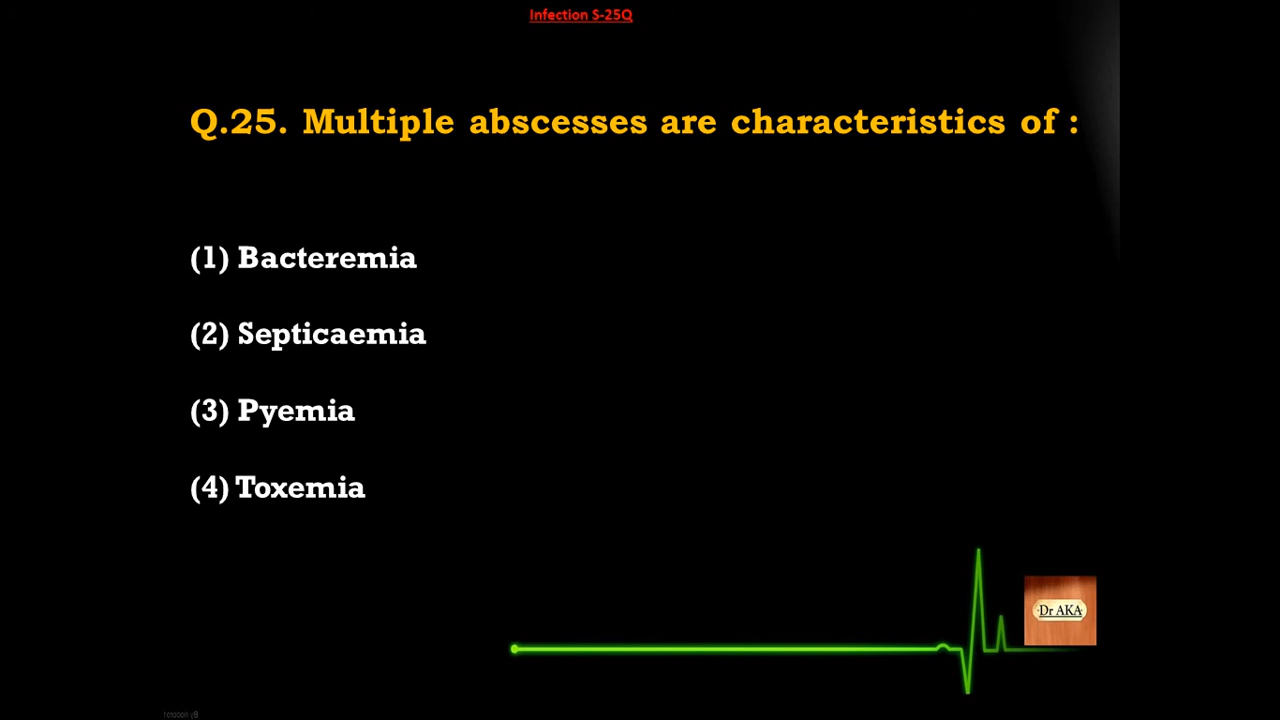 Infection S-25Q
Q.25. Multiple abscesses are characteristics of :
(1) Bacteremia
(2) Septicaemia
(3) Pyemia
(4) Toxemia
Dr AKA